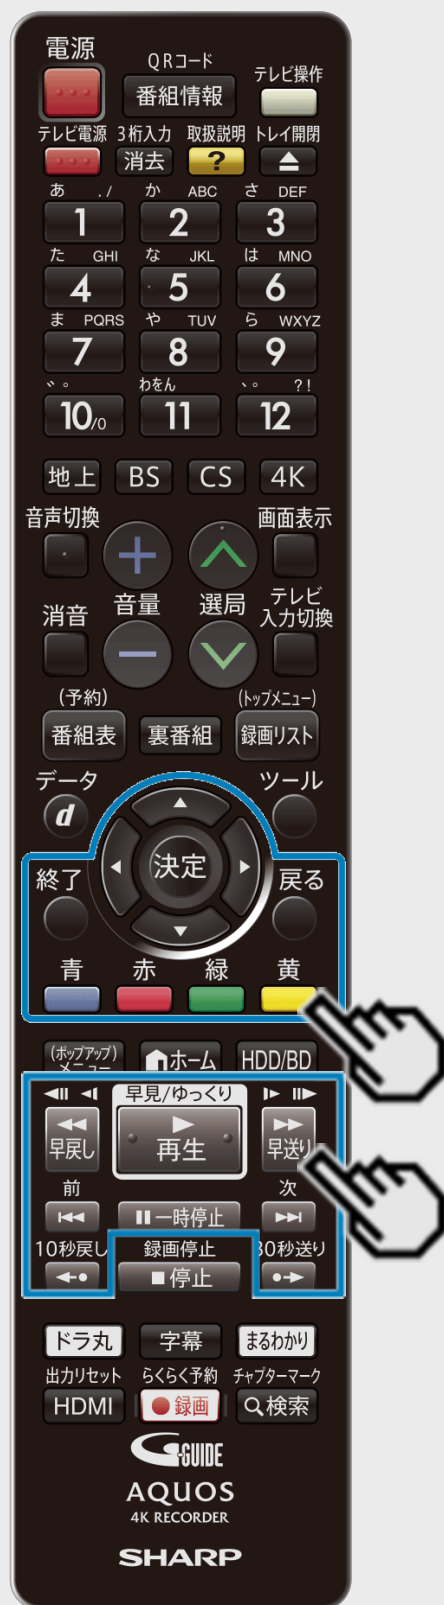 電源
QRコード
番組情報
テレビ操作
テレビ電源 3桁入力 取扱説明 トレイ開閉
消去 ?
あ ./ か ABC さ DEF
1 2 3
た GHI な JKL は MNO
4 5 6
ま PQRS や TUV ら WXYZ
7 8 9
゛゜ わをん 、。 ?!
10/0 11 12
地上 BS CS 4K
音声切換 画面表示
消音 音量 選局 テレビ入力切換
(予約) (トップメニュー)
番組表 裏番組 録画リスト
データ ツール
d
決定
終了 戻る
青 赤 緑 黄
(ポップアップ)
メニュー ホーム HDD/BD
早見/ゆっくり
早戻し 再生 早送り
前 次
一時停止
10秒戻し 録画停止 30秒送り
停止
ドラ丸 字幕 まるわかり
出力リセット らくらく予約 チャプターマーク
HDMI 録画 検索
G-GUIDE
AQUOS
4K RECORDER
SHARP